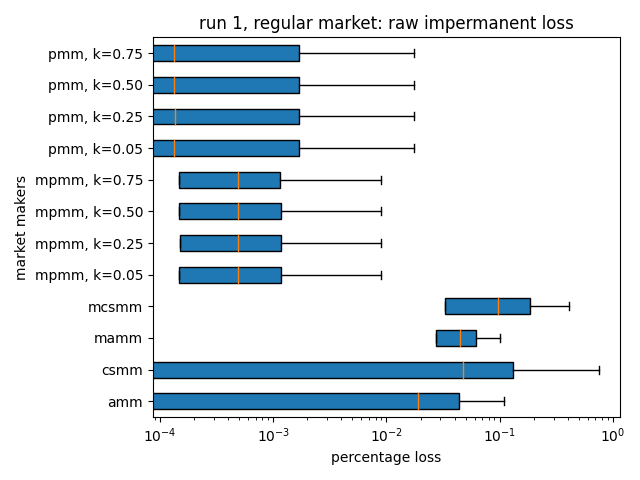 run 1, regular market: raw impermanent loss
market makers
pmm, k=0.75
pmm, k=0.50
pmm, k=0.25
pmm, k=0.05
mpmm, k=0.75
mpmm, k=0.50
mpmm, k=0.25
mpmm, k=0.05
mcsmm
mamm
csmm
amm
10⁻⁴ 10⁻³ 10⁻² 10⁻¹ 10⁰
percentage loss